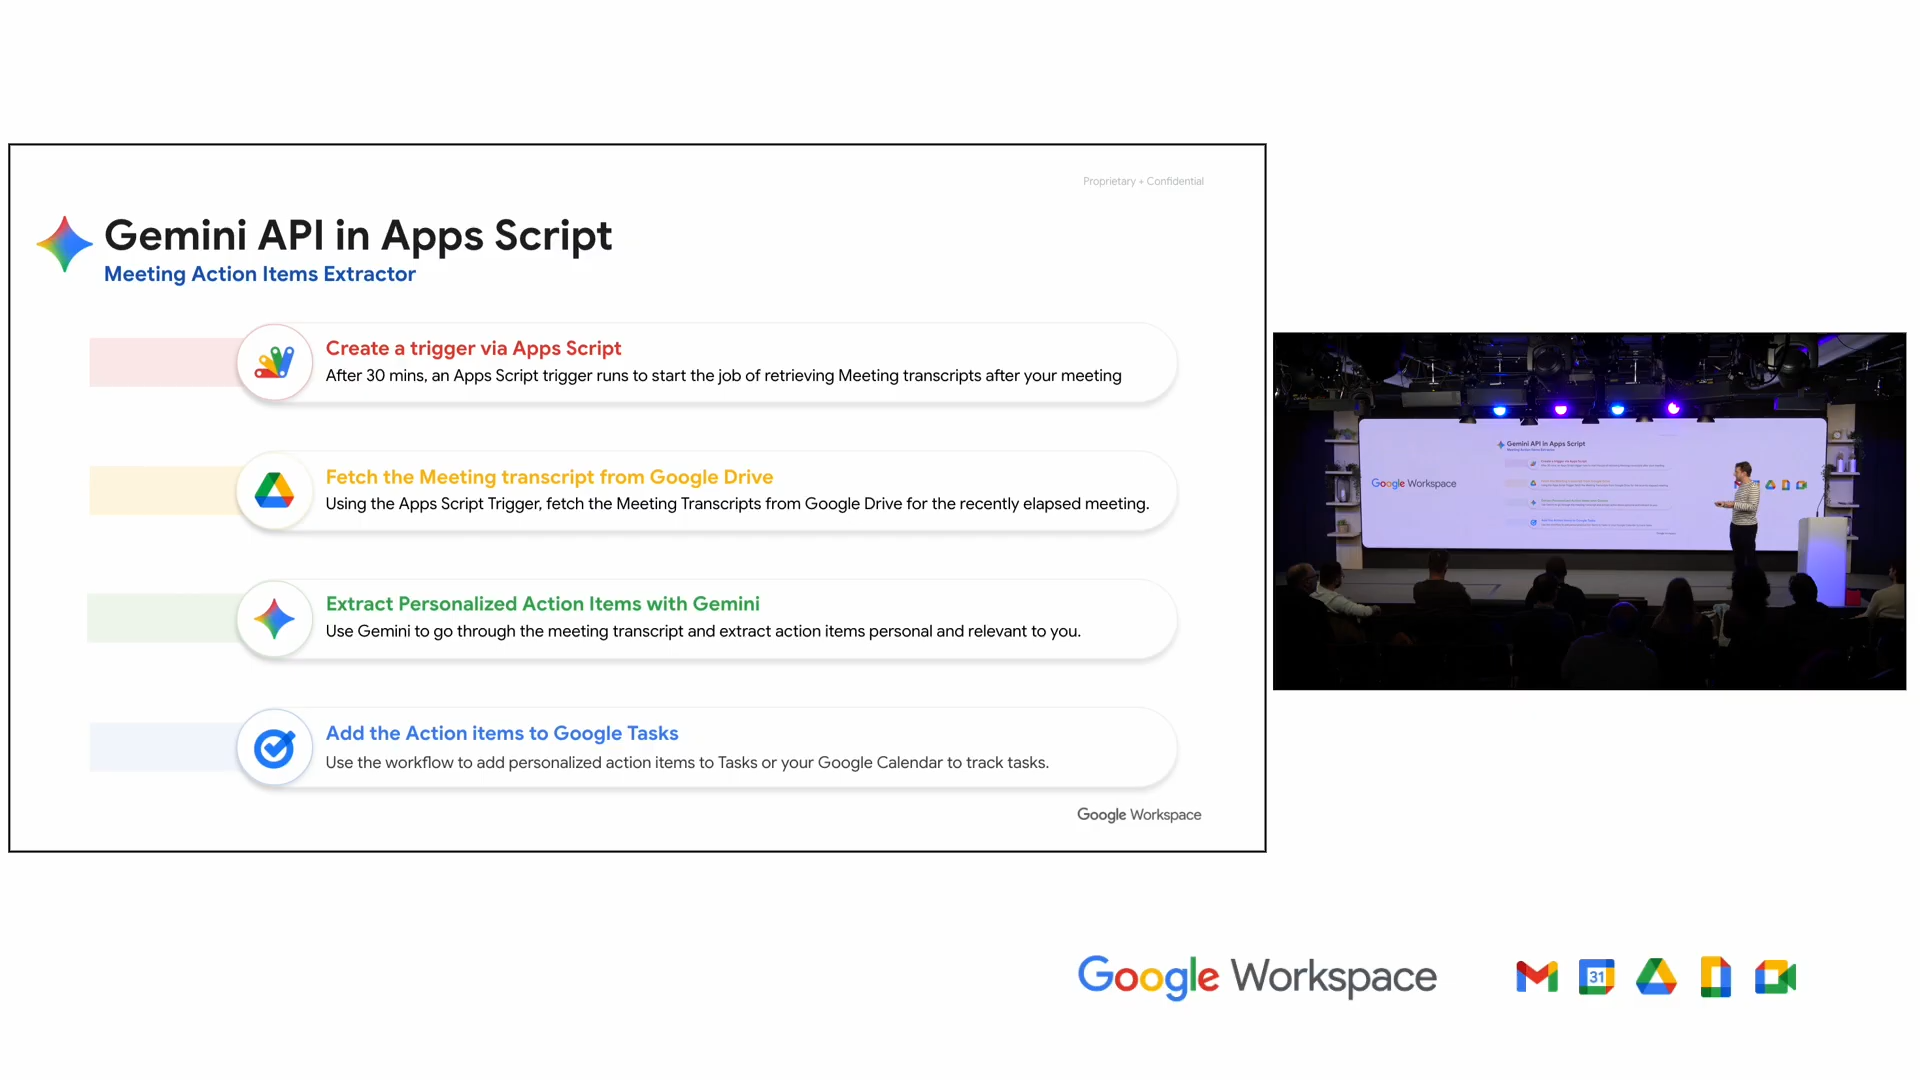 Proprietary + Confidential
Gemini API in Apps Script
Meeting Action Items Extractor
Create a trigger via Apps Script
After 30 mins, an Apps Script trigger runs to start the job of retrieving Meeting transcripts after your meeting
Fetch the Meeting transcript from Google Drive
Using the Apps Script Trigger, fetch the Meeting Transcripts from Google Drive for the recently elapsed meeting.
Extract Personalized Action Items with Gemini
Use Gemini to go through the meeting transcript and extract action items personal and relevant to you.
Add the Action items to Google Tasks
Use the workflow to add personalized action items to Tasks or your Google Calendar to track tasks.
Google Workspace
Gemini API in Apps Script
Google Workspace
Google Workspace
31